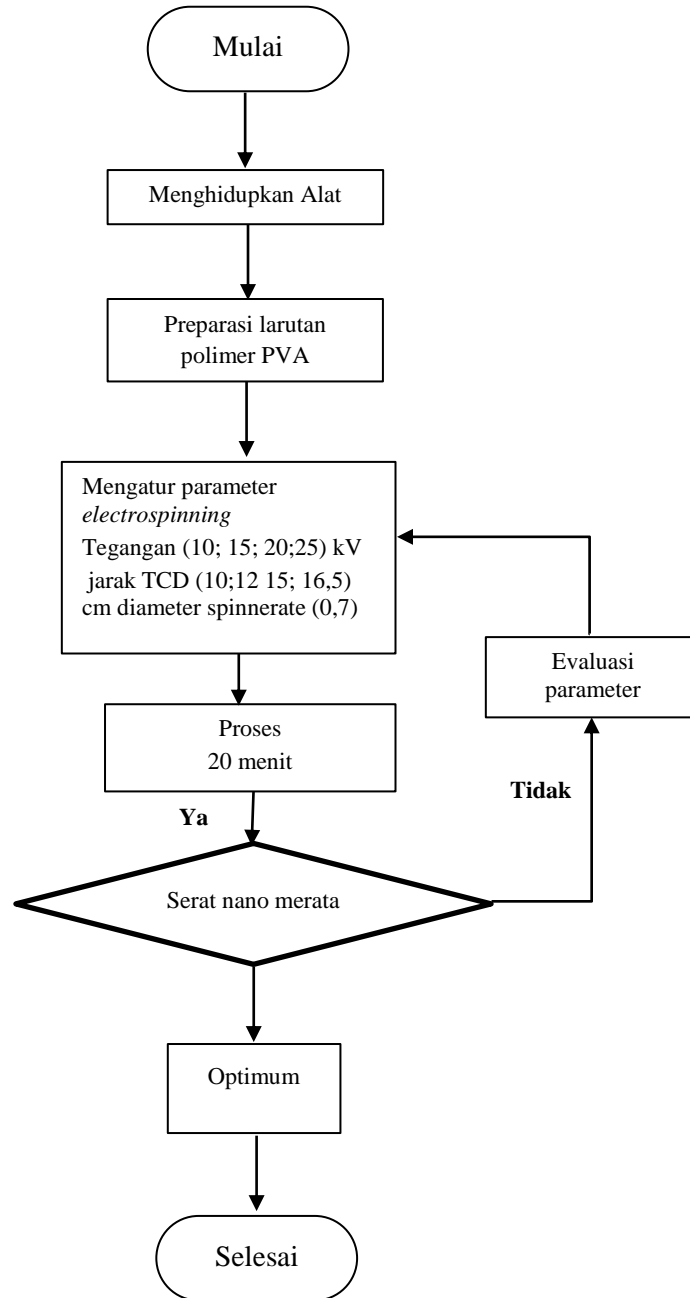 Mulai
Menghidupkan Alat
Preparasi larutan
polimer PVA
Mengatur parameter
electrospinning
Tegangan (10; 15; 20;25) kV
jarak TCD (10;12 15; 16,5)
cm diameter spinnerate (0,7)
Evaluasi
parameter
Proses
20 menit
Ya
Tidak
Serat nano merata
Optimum
Selesai